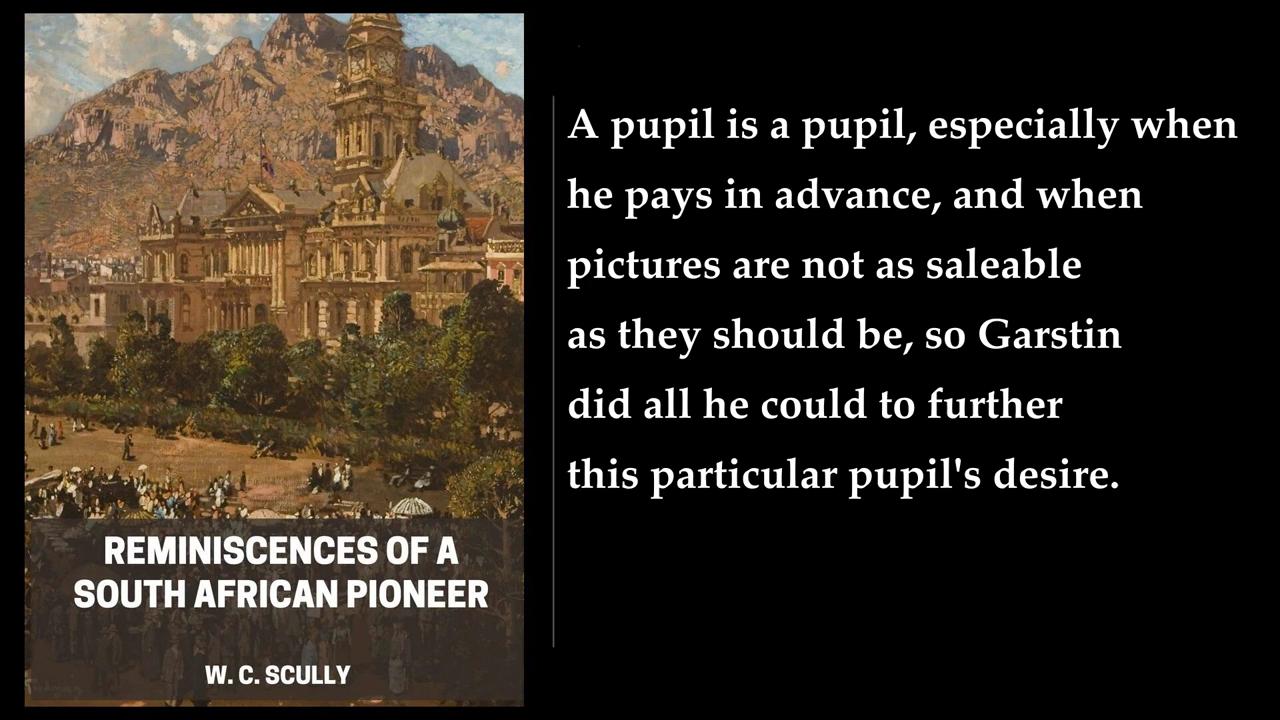 REMINISCENCES OF A
SOUTH AFRICAN PIONEER
W. C. SCULLY
A pupil is a pupil, especially when
he pays in advance, and when
pictures are not as saleable
as they should be, so Garstin
did all he could to further
this particular pupil's desire.